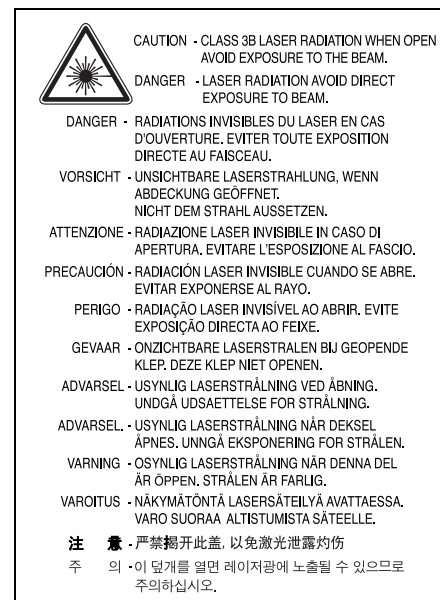 CAUTION - CLASS 3B LASER RADIATION WHEN OPEN
AVOID EXPOSURE TO THE BEAM.
DANGER - LASER RADIATION AVOID DIRECT
EXPOSURE TO BEAM.
DANGER - RADIATIONS INVISIBLES DU LASER EN CAS
D'OUVERTURE. EVITER TOUTE EXPOSITION
DIRECTE AU FAISCEAU.
VORSICHT - UNSICHTBARE LASERSTRAHLUNG, WENN
ABDECKUNG GEÖFFNET.
NICHT DEM STRAHL AUSSETZEN.
ATTENZIONE - RADIAZIONE LASER INVISIBILE IN CASO DI
APERTURA. EVITARE L'ESPOSIZIONE AL FASCIO.
PRECAUCIÓN - RADIACIÓN LASER INVISIBLE CUANDO SE ABRE.
EVITAR EXPONERSE AL RAYO.
PERIGO - RADIAÇÃO LASER INVISÍVEL AO ABRIR. EVITE
EXPOSIÇÃO DIRECTA AO FEIXE.
GEVAAR - ONZICHTBARE LASERSTRALEN BIJ GEOPENDE
KLEP. DEZE KLEP NIET OPENEN.
ADVARSEL - USYNLIG LASERSTRÅLNING VED ÅBNING.
UNDGÅ UDSAETTELSE FOR STRÅLNING.
ADVARSEL. - USYNLIG LASERSTRÅLNING NÅR DEKSEL
ÅPNES. UNNGÅ EKSPONERING FOR STRÅLEN.
VARNING - OSYNLIG LASERSTRÅLNING NÄR DENNA DEL
ÄR ÖPPEN. STRÅLEN ÄR FARLIG.
VAROITUS - NÄKYMÄTÖNTÄ LASERSÄTEILYÄ AVATTAESSA.
VARO SUORAA ALTISTUMISTA SÄTEELLE.
注 意 - 严禁揭开此盖, 以免激光泄露灼伤
주 의 - 이 덮개를 열면 레이저광에 노출될 수 있으므로
주의하십시오.